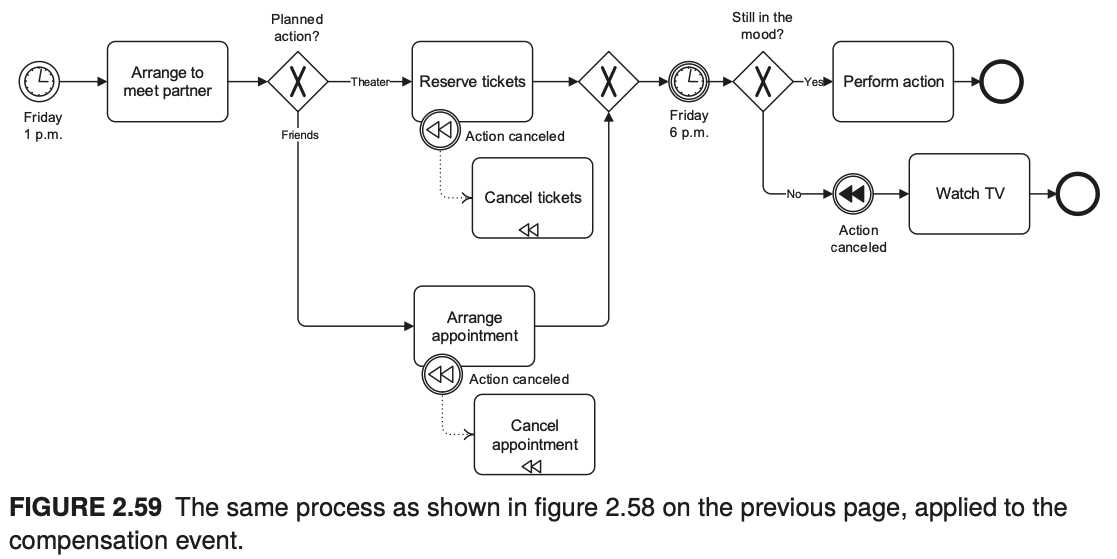 Planned
action?
Still in the
mood?
Arrange to
meet partner
Theater
Reserve tickets
Yes
Perform action
Friday
1 p.m.
Friends
Action canceled
Friday
6 p.m.
Cancel tickets
No
Watch TV
Action
canceled
Arrange
appointment
Action canceled
Cancel
appointment
FIGURE 2.59 The same process as shown in figure 2.58 on the previous page, applied to the
compensation event.